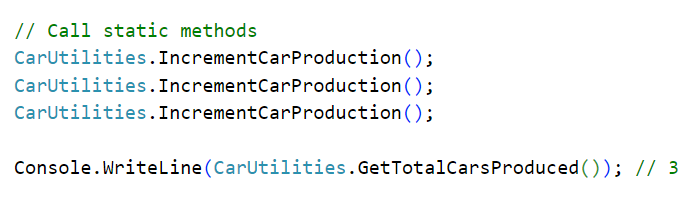 // Call static methods
CarUtilities.IncrementCarProduction();
CarUtilities.IncrementCarProduction();
CarUtilities.IncrementCarProduction();
Console.WriteLine(CarUtilities.GetTotalCarsProduced()); // 3